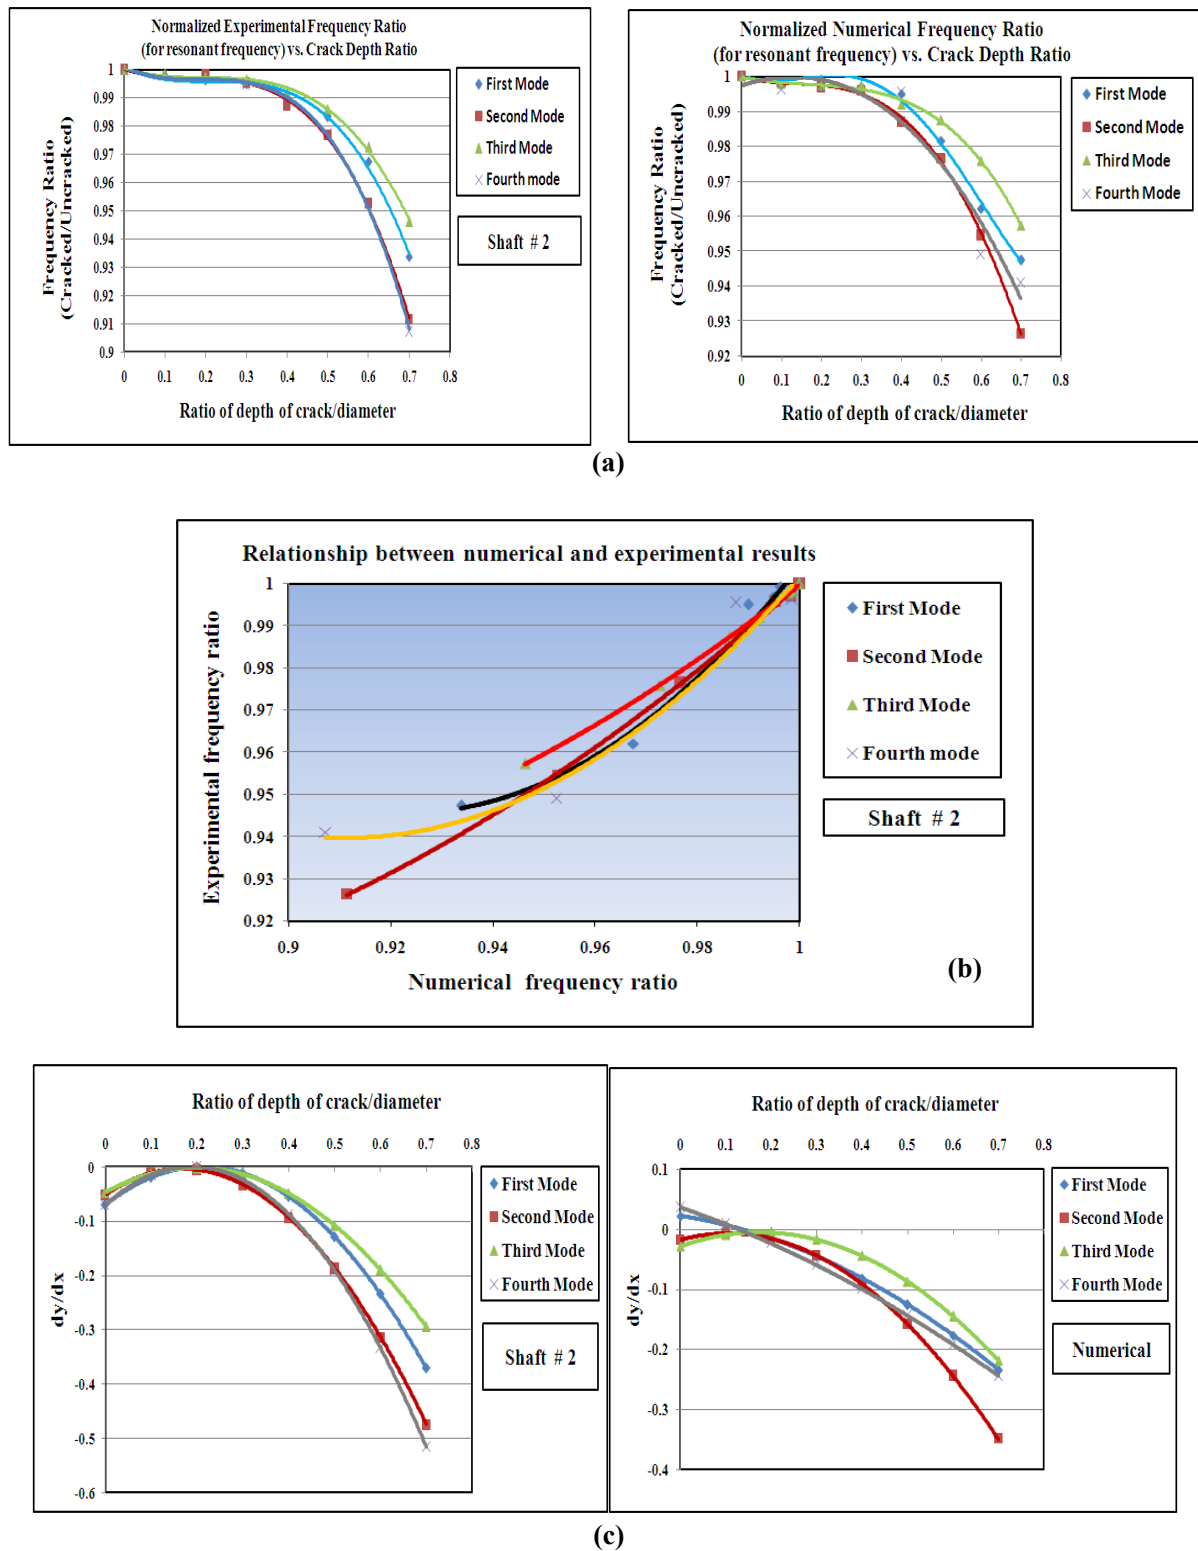 Normalized Experimental Frequency Ratio
(for resonant frequency) vs. Crack Depth Ratio
1
0.99
0.98
0.97
0.96
0.95
0.94
0.93
0.92
0.91
0.9
Frequency Ratio
(Cracked/Uncracked)
0 0.1 0.2 0.3 0.4 0.5 0.6 0.7 0.8
Ratio of depth of crack/diameter
First Mode
Second Mode
Third Mode
Fourth mode
Shaft # 2
Normalized Numerical Frequency Ratio
(for resonant frequency) vs. Crack Depth Ratio
1
0.99
0.98
0.97
0.96
0.95
0.94
0.93
0.92
Frequency Ratio
(Cracked/Uncracked)
0 0.1 0.2 0.3 0.4 0.5 0.6 0.7 0.8
Ratio of depth of crack/diameter
First Mode
Second Mode
Third Mode
Fourth Mode
(a)
Relationship between numerical and experimental results
1
0.99
0.98
0.97
0.96
0.95
0.94
0.93
0.92
Experimental frequency ratio
0.9 0.92 0.94 0.96 0.98 1
Numerical frequency ratio
First Mode
Second Mode
Third Mode
Fourth mode
Shaft # 2
(b)
Ratio of depth of crack/diameter
0 0.1 0.2 0.3 0.4 0.5 0.6 0.7 0.8
0
-0.1
-0.2
-0.3
-0.4
-0.5
-0.6
dy/dx
First Mode
Second Mode
Third Mode
Fourth Mode
Shaft # 2
Ratio of depth of crack/diameter
0 0.1 0.2 0.3 0.4 0.5 0.6 0.7 0.8
0.1
0
-0.1
-0.2
-0.3
-0.4
dy/dx
First Mode
Second Mode
Third Mode
Fourth Mode
Numerical
(c)